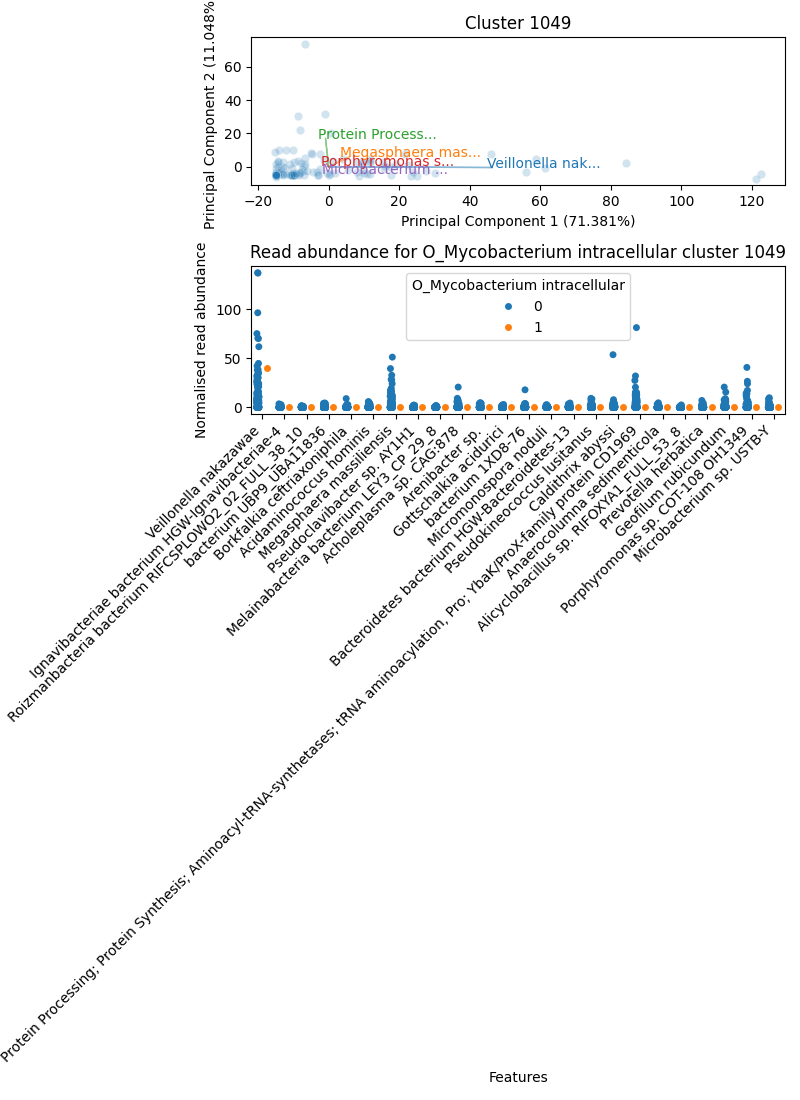 Cluster 1049
Principal Component 2 (11.048%
60
40
20
0
Protein Process...
Megasphaera mas...
Porphyromonas s...
Veillonella nak...
Microbacterium ...
−20
0
20
40
60
80
100
120
Principal Component 1 (71.381%)
Read abundance for O_Mycobacterium intracellular cluster 1049
Normalised read abundance
100
50
0
O_Mycobacterium intracellular
0
1
Veillonella nakazawae
Ignavibacteriae bacterium HGW-Ignavibacteriae-4
Roizmanbacteria bacterium RIFCSPLOWO2_02_FULL_38_10
bacterium UBP9_UBA11836
Borkfalkia ceftriaxoniphila
Acidaminococcus hominis
Megasphaera massiliensis
Pseudoclavibacter sp. AY1H1
Melainabacteria bacterium LEY3_CP_29_8
Acholeplasma sp. CAG:878
Arenibacter sp.
Gottschalkia acidurici
bacterium 1XD8-76
Micromonospora noduli
Bacteroidetes bacterium HGW-Bacteroidetes-13
Pseudokineococcus lusitanus
Caldithrix abyssi
Protein Processing; Protein Synthesis; Aminoacyl-tRNA-synthetases; tRNA aminoacylation, Pro; YbaK/ProX-family protein CD1969
Anaerocolumna sedimenticola
Alicyclobacillus sp. RIFOXYA1_FULL_53_8
Prevotella herbatica
Geofilum rubicundum
Porphyromonas sp. COT-108 OH1349
Microbacterium sp. USTB-Y
Features